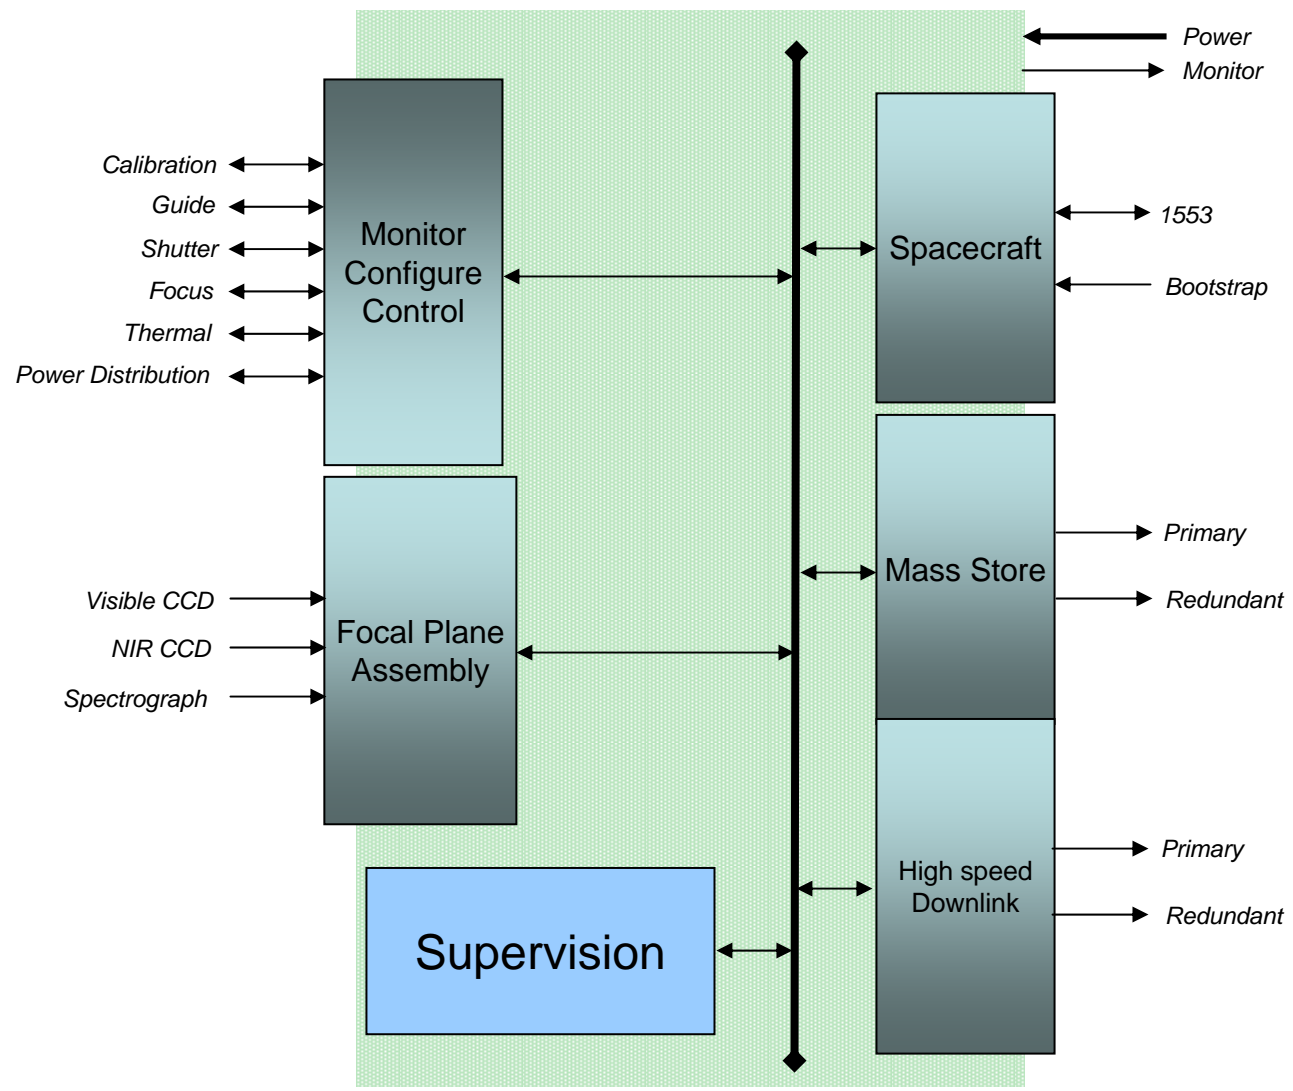 Power
Monitor
Calibration
Guide
Shutter
Focus
Thermal
Power Distribution
Monitor
Configure
Control
Spacecraft
1553
Bootstrap
Visible CCD
NIR CCD
Spectrograph
Focal Plane
Assembly
Mass Store
Primary
Redundant
High speed
Downlink
Primary
Redundant
Supervision